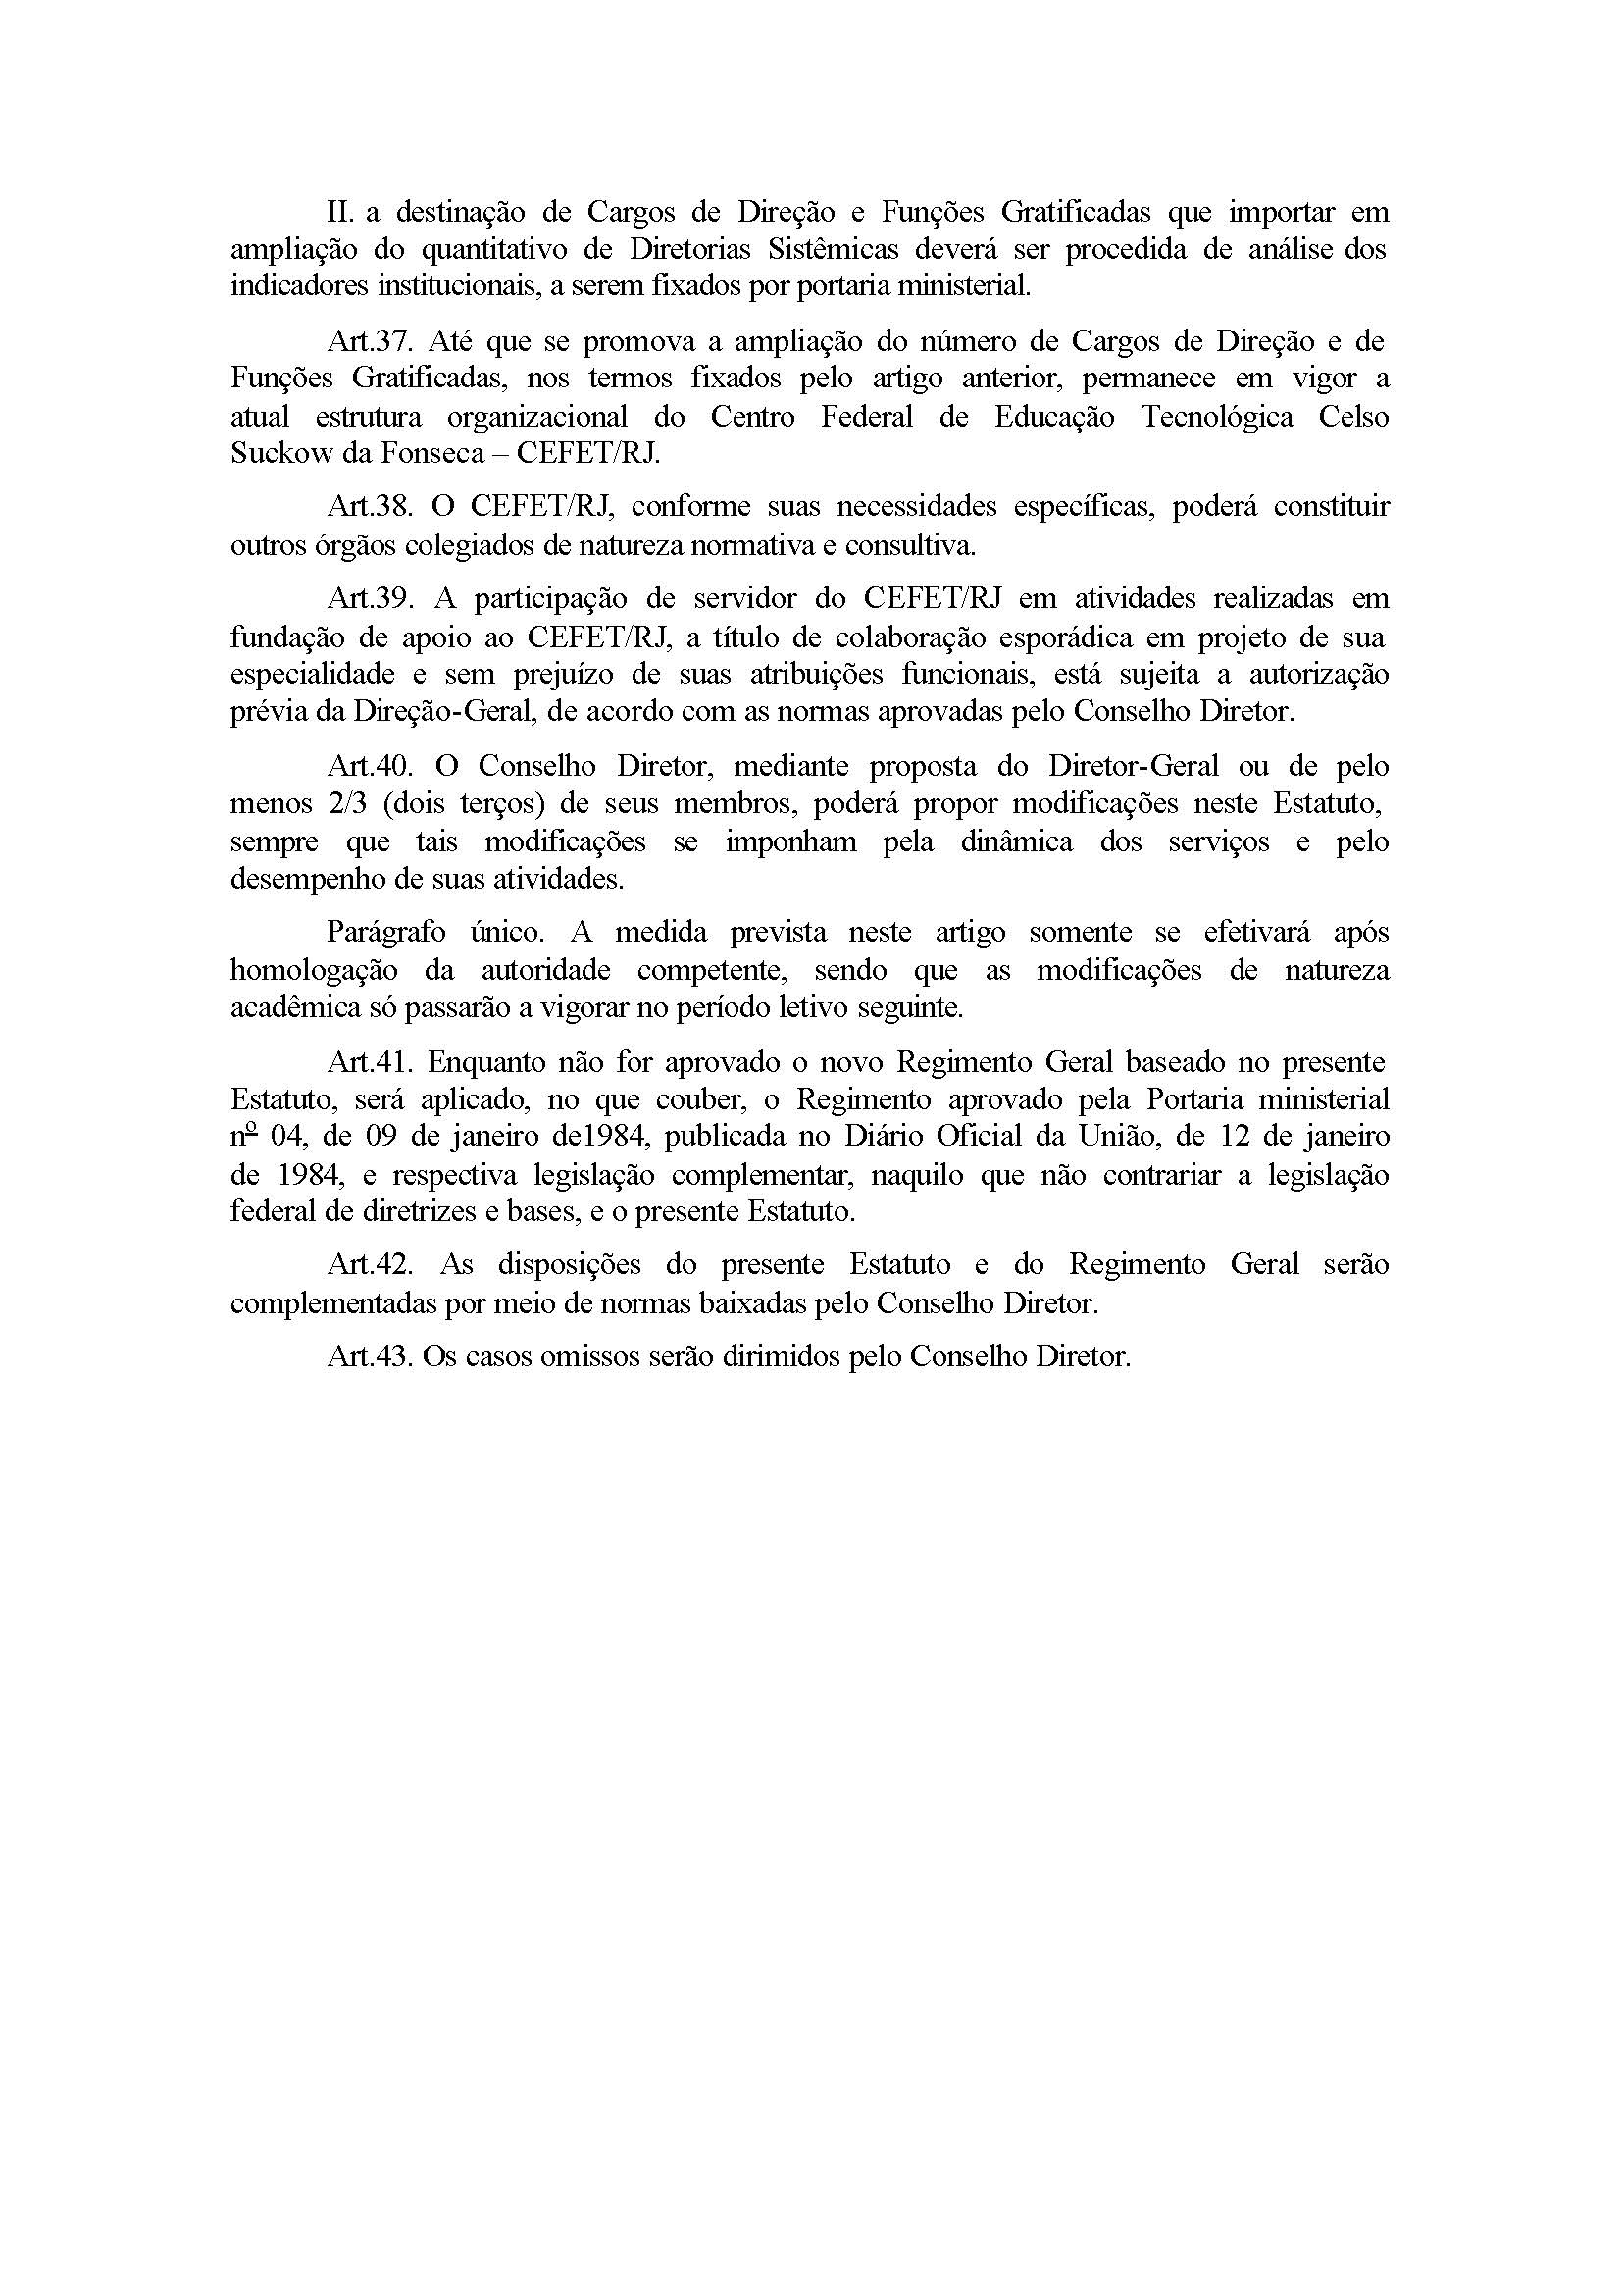 II. a destinação de Cargos de Direção e Funções Gratificadas que importar em
ampliação do quantitativo de Diretorias Sistêmicas deverá ser procedida de análise dos
indicadores institucionais, a serem fixados por portaria ministerial.
Art.37. Até que se promova a ampliação do número de Cargos de Direção e de
Funções Gratificadas, nos termos fixados pelo artigo anterior, permanece em vigor a
atual estrutura organizacional do Centro Federal de Educação Tecnológica Celso
Suckow da Fonseca – CEFET/RJ.
Art.38. O CEFET/RJ, conforme suas necessidades específicas, poderá constituir
outros órgãos colegiados de natureza normativa e consultiva.
Art.39. A participação de servidor do CEFET/RJ em atividades realizadas em
fundação de apoio ao CEFET/RJ, a título de colaboração esporádica em projeto de sua
especialidade e sem prejuízo de suas atribuições funcionais, está sujeita a autorização
prévia da Direção-Geral, de acordo com as normas aprovadas pelo Conselho Diretor.
Art.40. O Conselho Diretor, mediante proposta do Diretor-Geral ou de pelo
menos 2/3 (dois terços) de seus membros, poderá propor modificações neste Estatuto,
sempre que tais modificações se imponham pela dinâmica dos serviços e pelo
desempenho de suas atividades.
Parágrafo único. A medida prevista neste artigo somente se efetivará após
homologação da autoridade competente, sendo que as modificações de natureza
acadêmica só passarão a vigorar no período letivo seguinte.
Art.41. Enquanto não for aprovado o novo Regimento Geral baseado no presente
Estatuto, será aplicado, no que couber, o Regimento aprovado pela Portaria ministerial
nº 04, de 09 de janeiro de1984, publicada no Diário Oficial da União, de 12 de janeiro
de 1984, e respectiva legislação complementar, naquilo que não contrariar a legislação
federal de diretrizes e bases, e o presente Estatuto.
Art.42. As disposições do presente Estatuto e do Regimento Geral serão
complementadas por meio de normas baixadas pelo Conselho Diretor.
Art.43. Os casos omissos serão dirimidos pelo Conselho Diretor.